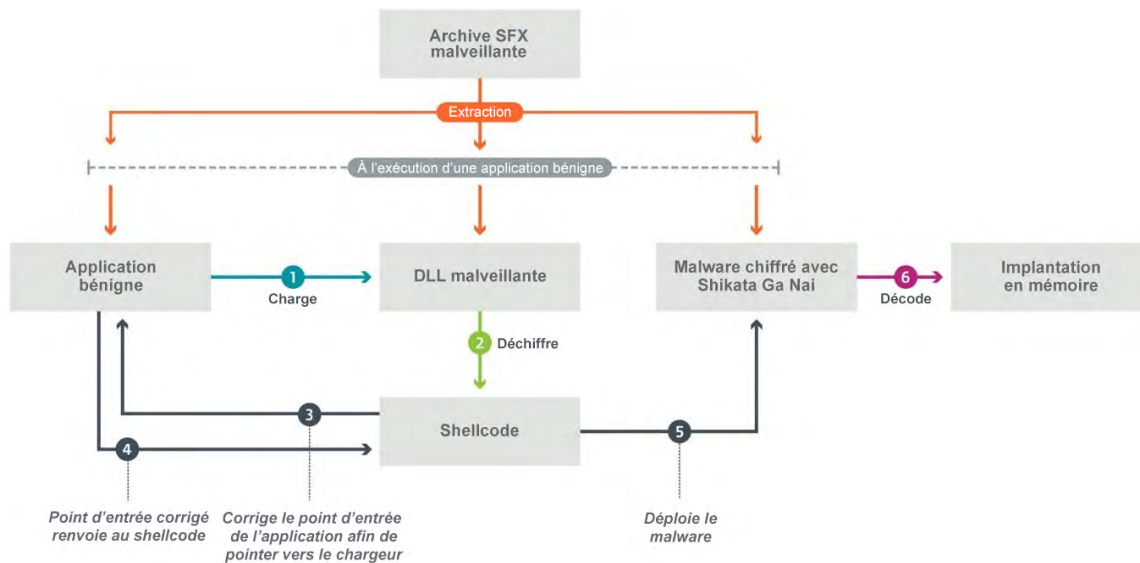 Archive SFX
malveillante
Extraction
À l'exécution d'une application bénigne
Application
bénigne
1
Charge
DLL malveillante
Malware chiffré avec
Shikata Ga Nai
6
Décode
Implantation
en mémoire
2
Déchiffre
3
Shellcode
4
5
Point d'entrée corrigé
renvoie au shellcode
Corrige le point d'entrée
de l'application afin de
pointer vers le chargeur
Déploie le
malware